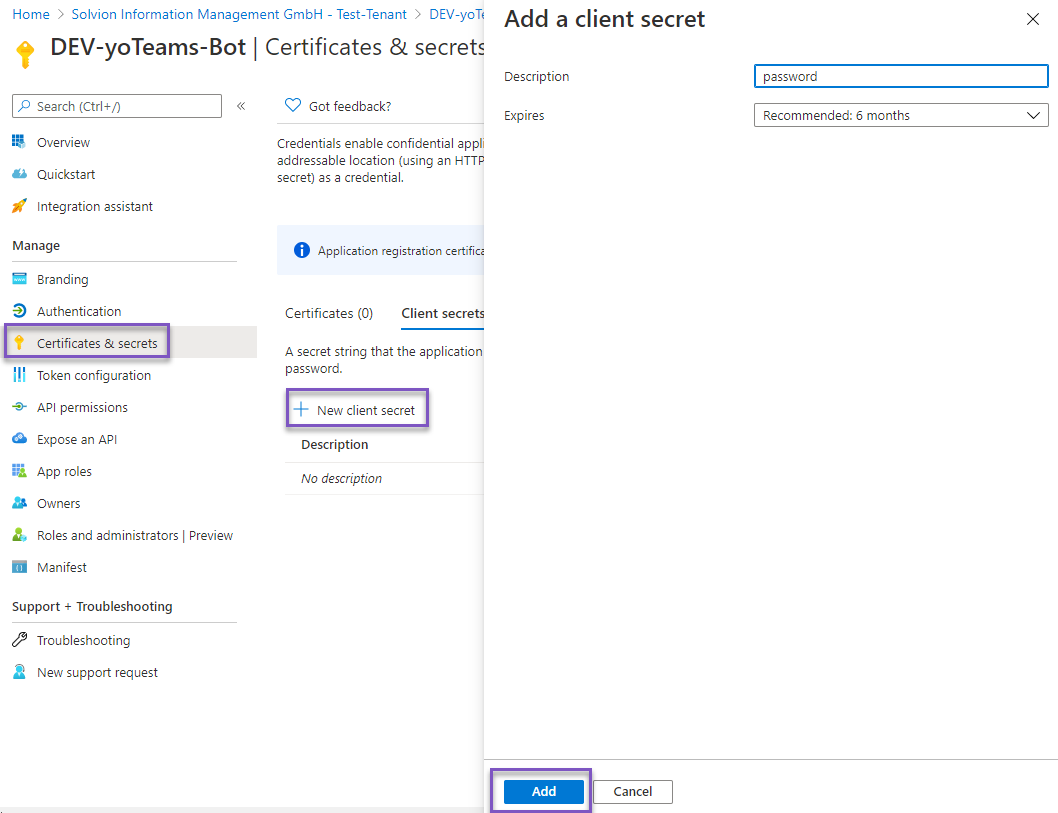 Home > Solvion Information Management GmbH - Test-Tenant > DEV-yoTe
DEV-yoTeams-Bot | Certificates & secrets
Search (Ctrl+/)
«
Overview
Quickstart
Integration assistant
Manage
Branding
Authentication
Certificates & secrets
Token configuration
API permissions
Expose an API
App roles
Owners
Roles and administrators | Preview
Manifest
Support + Troubleshooting
Troubleshooting
New support request
Got feedback?
Credentials enable confidential appli
addressable location (using an HTTP
secret) as a credential.
Application registration certifica
Certificates (0)
Client secrets
A secret string that the application
password.
+ New client secret
Description
No description
Add a client secret
Description
password
Expires
Recommended: 6 months
Add
Cancel